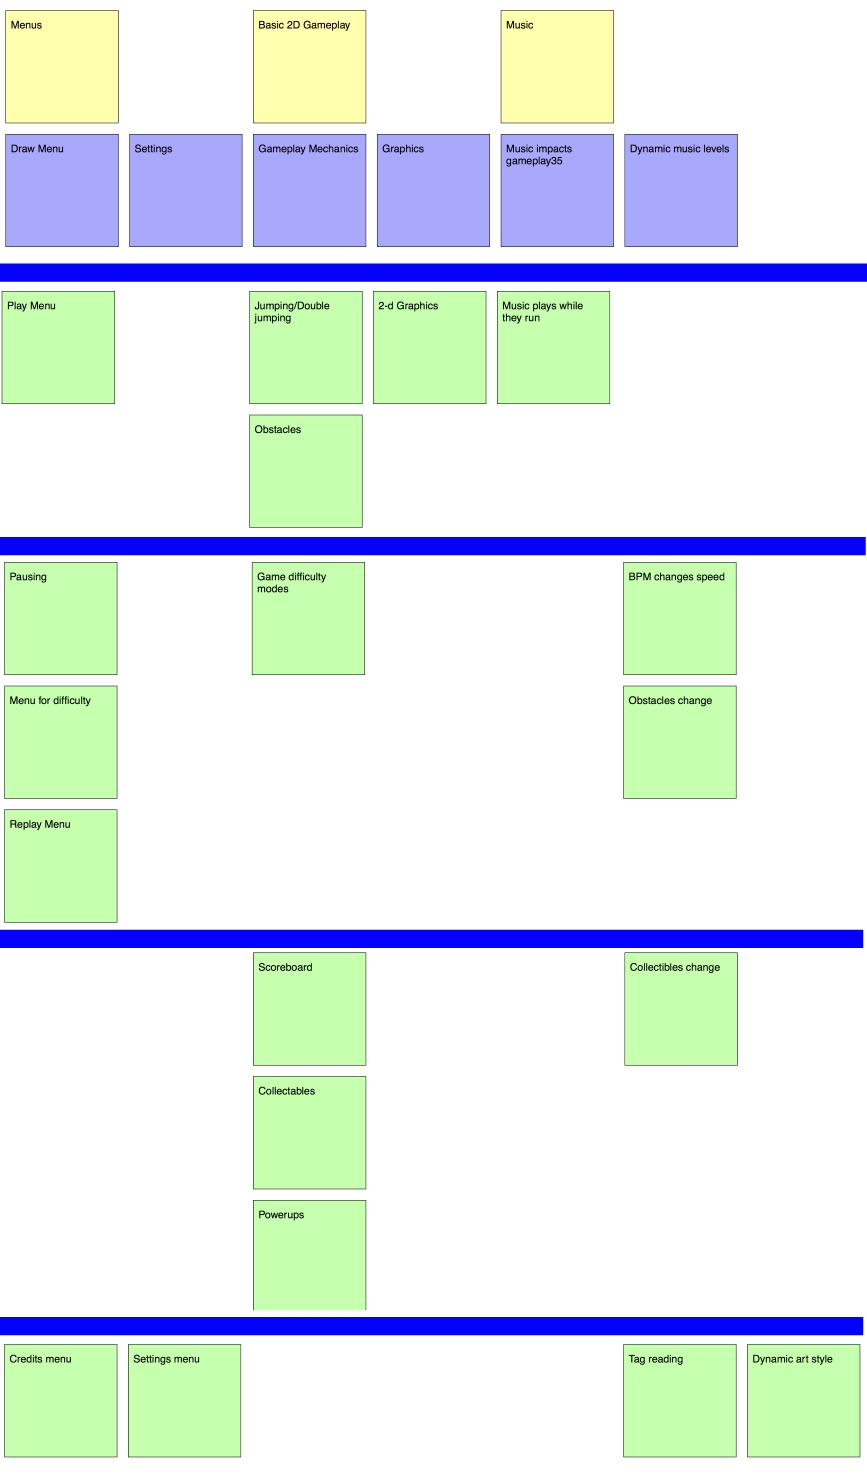 Menus
Basic 2D Gameplay
Music
Draw Menu
Settings
Gameplay Mechanics
Graphics
Music impacts
gameplay35
Dynamic music levels
Play Menu
Jumping/Double
jumping
2-d Graphics
Music plays while
they run
Obstacles
Pausing
Game difficulty
modes
BPM changes speed
Menu for difficulty
Obstacles change
Replay Menu
Scoreboard
Collectibles change
Collectables
Powerups
Credits menu
Settings menu
Tag reading
Dynamic art style